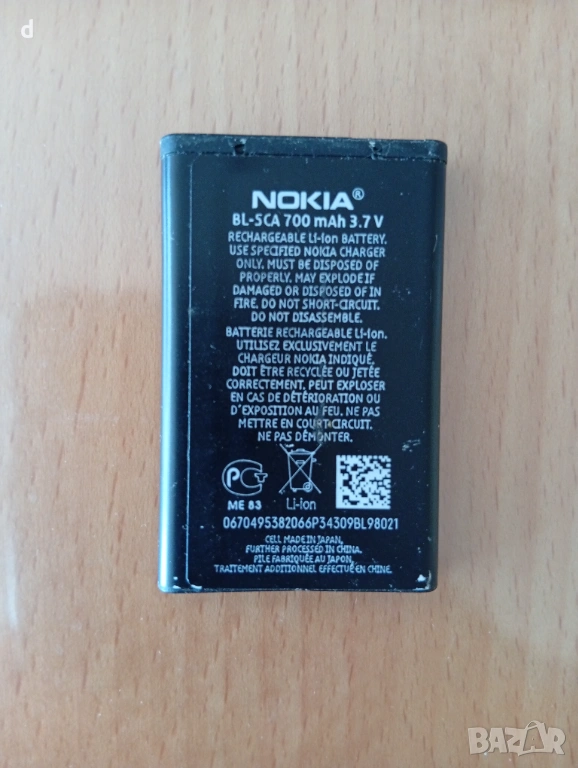 d
NOKIA®
BL-5CA 700 mAh 3.7 V
RECHARGEABLE Li-Ion BATTERY.
USE SPECIFIED NOKIA CHARGER
ONLY. MUST BE DISPOSED OF
PROPERLY. MAY EXPLODE IF
DAMAGED OR DISPOSED OF IN
FIRE. DO NOT SHORT-CIRCUIT.
DO NOT DISASSEMBLE.
BATTERIE RECHARGEABLE Li-Ion.
UTILISEZ EXCLUSIVEMENT LE
CHARGEUR NOKIA INDIQUÉ.
DOIT ÊTRE RECYCLÉE OU JETÉE
CORRECTEMENT. PEUT EXPLOSER
EN CAS DE DÉTÉRIORATION OU
D'EXPOSITION AU FEU. NE PAS
METTRE EN COURT-CIRCUIT.
NE PAS DÉMONTER.
ME 83
Li-Ion
0670495382066P34309BL98021
CELL MADE IN JAPAN,
FURTHER PROCESSED IN CHINA.
PILE FABRIQUÉE AU JAPON,
TRAITEMENT ADDITIONNEL EFFECTUÉ EN CHINE.
BAZAR